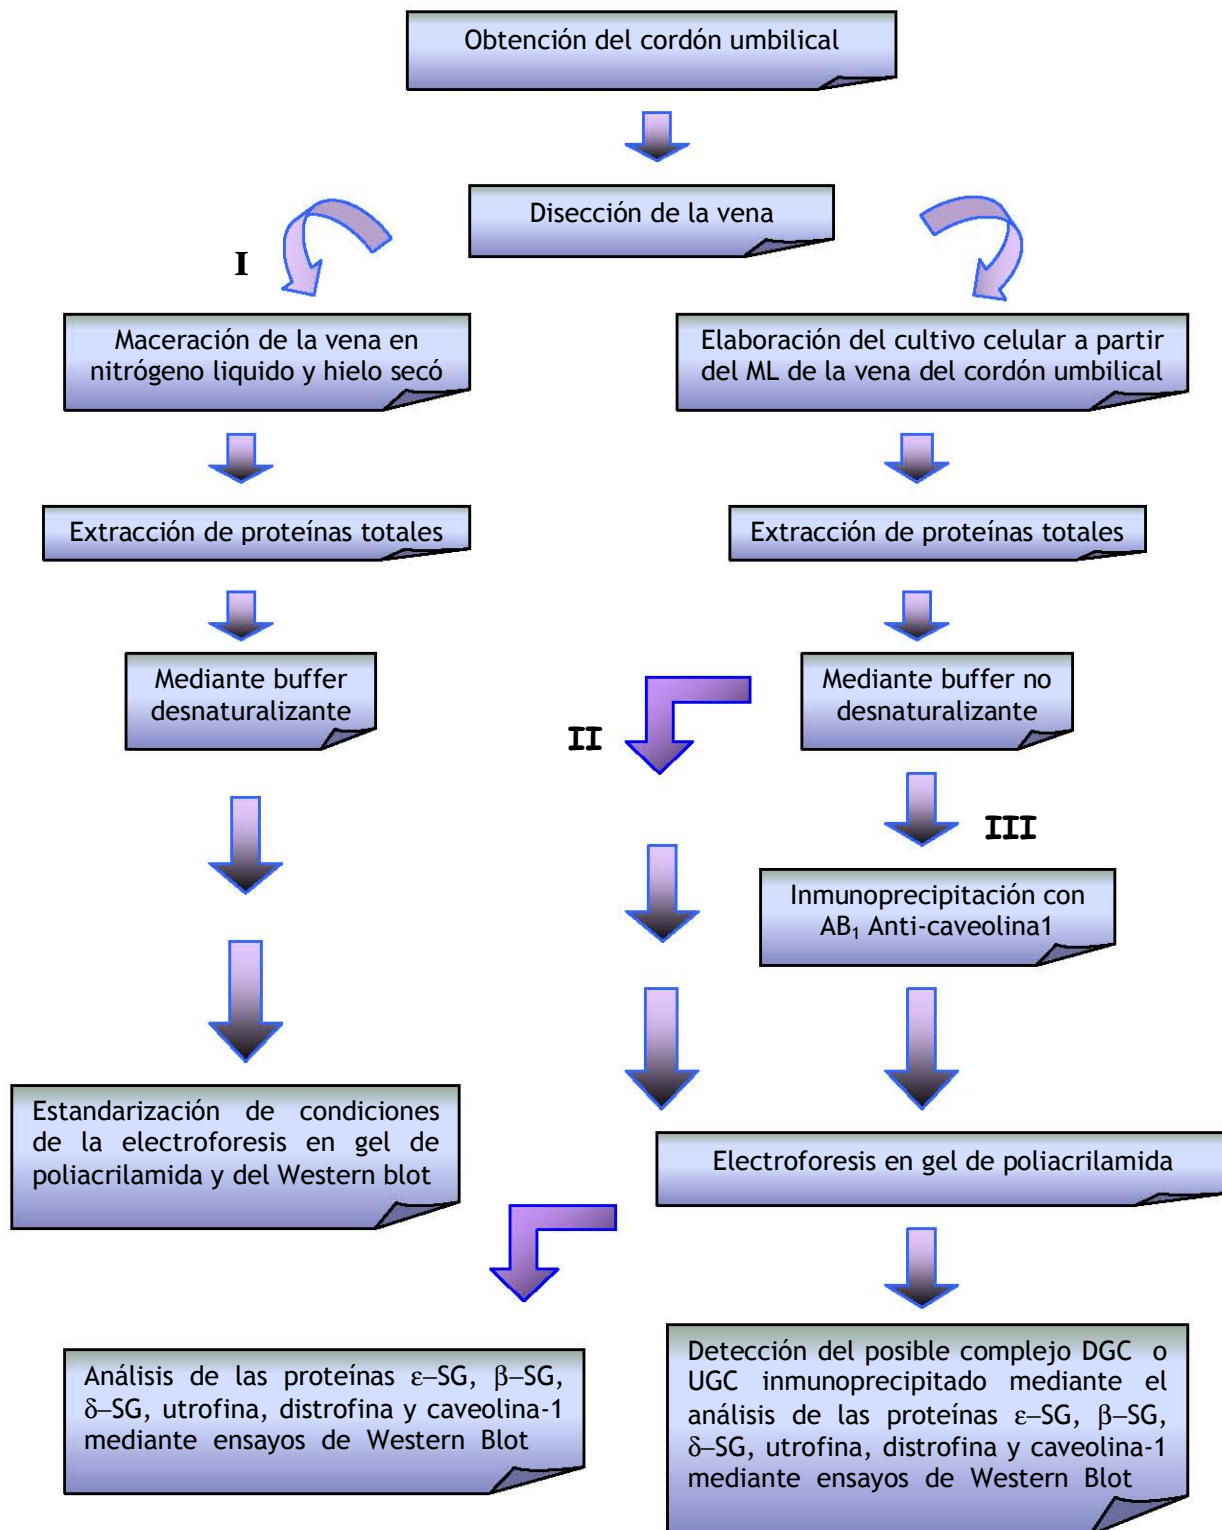 Obtención del cordón umbilical
Disección de la vena
I
Maceración de la vena en
nitrógeno liquido y hielo secó
Elaboración del cultivo celular a partir
del ML de la vena del cordón umbilical
Extracción de proteínas totales
Extracción de proteínas totales
Mediante buffer
desnaturalizante
Mediante buffer no
desnaturalizante
II
III
Inmunoprecipitación con
AB₁ Anti-caveolina1
Estandarización de condiciones
de la electroforesis en gel de
poliacrilamida y del Western blot
Electroforesis en gel de poliacrilamida
Análisis de las proteínas ε–SG, β–SG,
δ–SG, utrofina, distrofina y caveolina-1
mediante ensayos de Western Blot
Detección del posible complejo DGC o
UGC inmunoprecipitado mediante el
análisis de las proteínas ε–SG, β–SG,
δ–SG, utrofina, distrofina y caveolina-1
mediante ensayos de Western Blot